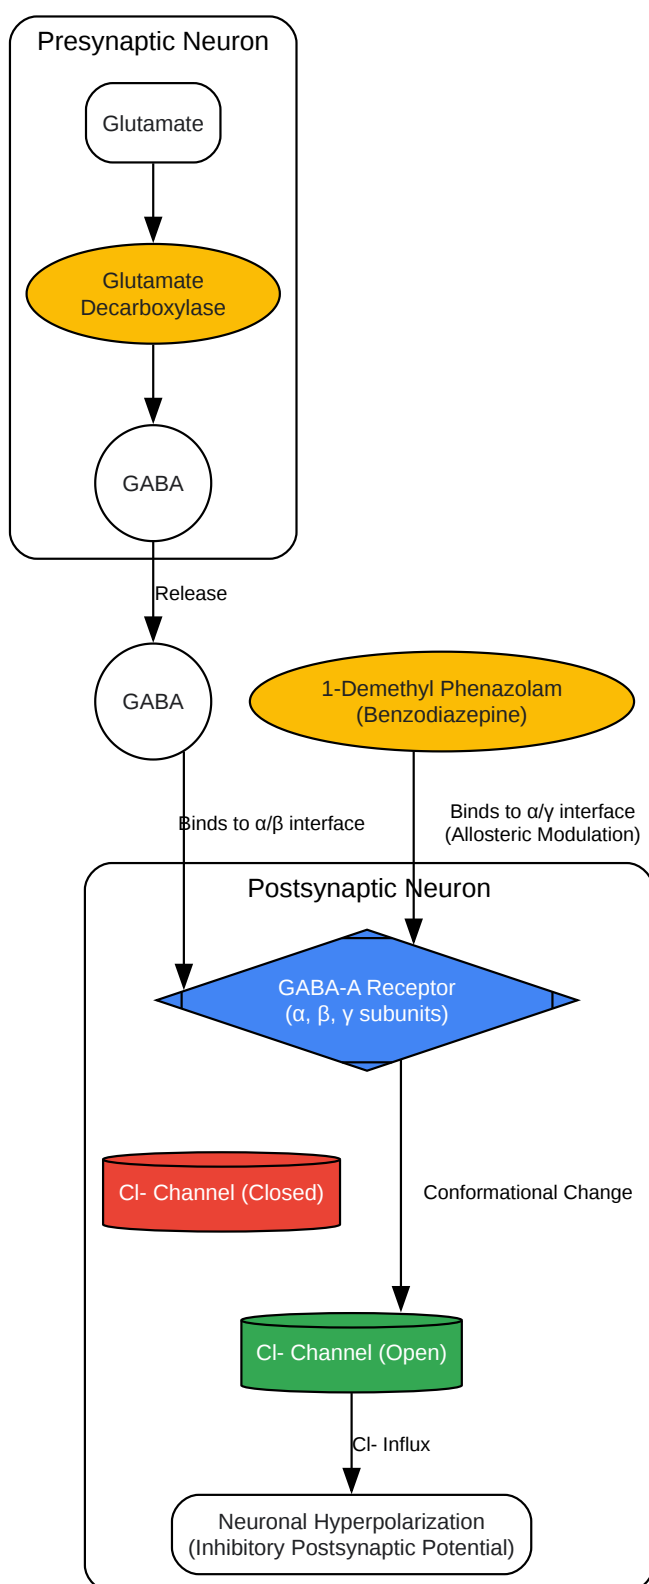 Presynaptic Neuron
Glutamate
Glutamate
Decarboxylase
GABA
Release
GABA
1-Demethyl Phenazolam
(Benzodiazepine)
Binds to α/β interface
Binds to α/γ interface
(Allosteric Modulation)
Postsynaptic Neuron
GABA-A Receptor
(α, β, γ subunits)
Cl- Channel (Closed)
Conformational Change
Cl- Channel (Open)
Cl- Influx
Neuronal Hyperpolarization
(Inhibitory Postsynaptic Potential)